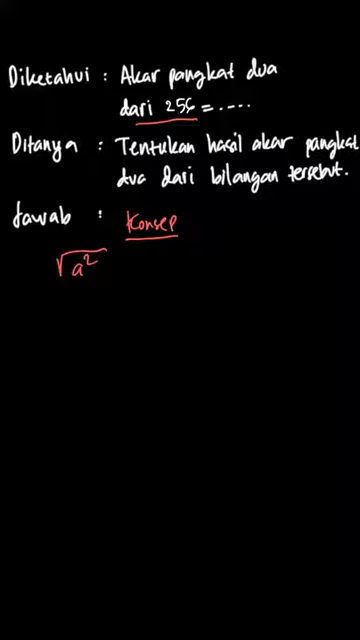 Diketahui : Akar pangkat dua
dari 256 = ....
Ditanya : Tentukan hasil akar pangkat
dua dari bilangan tersebut.
Jawab : Konsep
√a²